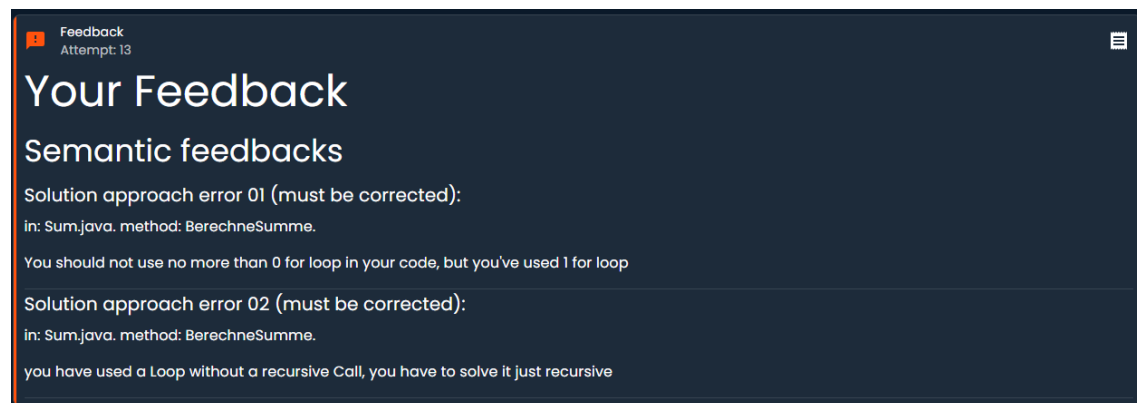 Feedback
Attempt: 13
Your Feedback
Semantic feedbacks
Solution approach error 01 (must be corrected):
in: Sum.java. method: BerechneSumme.
You should not use no more than 0 for loop in your code, but you've used 1 for loop
Solution approach error 02 (must be corrected):
in: Sum.java. method: BerechneSumme.
you have used a Loop without a recursive Call, you have to solve it just recursive